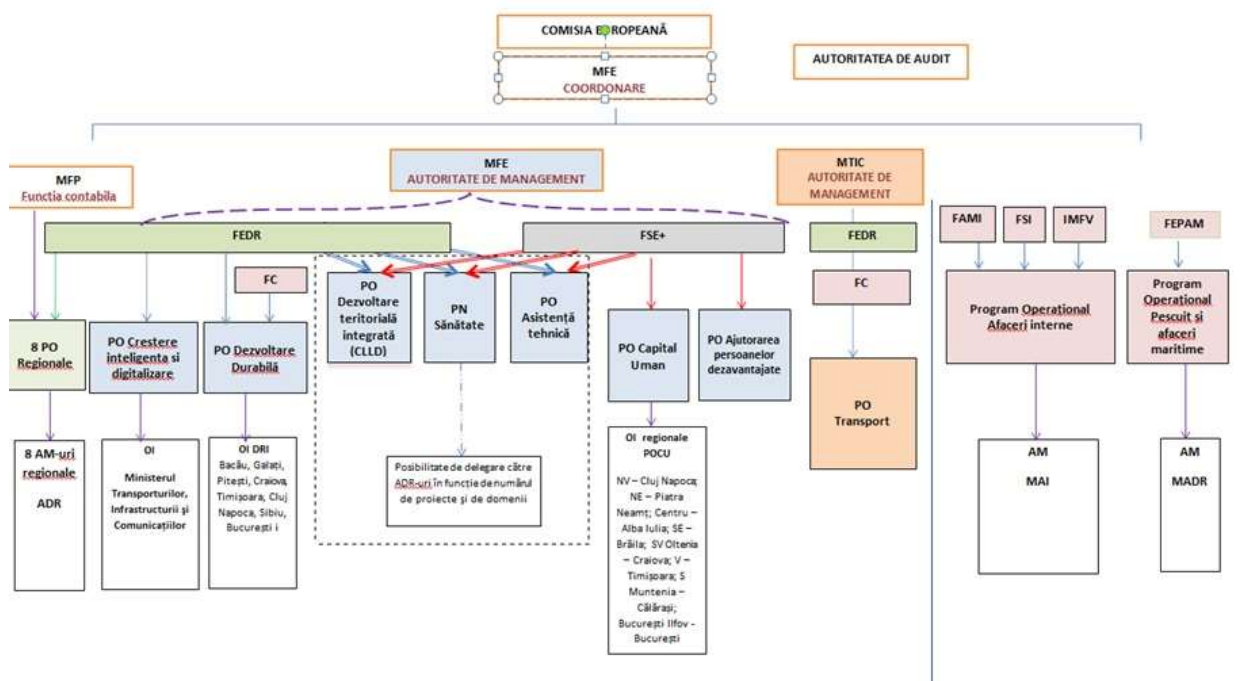 COMISIA EUROPEANĂ
MFE
COORDONARE
AUTORITATEA DE AUDIT
MFP
Functia contabila
MFE
AUTORITATE DE MANAGEMENT
MTIC
AUTORITATE DE
MANAGEMENT
FAMI
FSI
IMFV
FEPAM
FEDR
FSE+
FEDR
FC
FC
8 PO
Regionale
PO Crestere
inteligenta si
digitalizare
PO Dezvoltare
Durabilă
PO
Dezvoltare
teritorială
integrată
(CLLD)
PN
Sănătate
PO
Asistență
tehnică
PO Capital
Uman
PO Ajutorarea
persoanelor
dezavantajate
PO
Transport
Program Operațional
Afaceri interne
Program
Operațional
Pescuit și
afaceri
maritime
8 AM-uri
regionale
ADR
OI
Ministerul
Transporturilor,
Infrastructurii și
Comunicațiilor
OI DRI
Bacău, Galați,
Pitești, Craiova,
Timișoara, Cluj
Napoca, Sibiu,
București i
Posibilitate de delegare către
ADR-uri în funcție de numărul
de proiecte și de domenii
OI regionale
POCU
NV – Cluj Napoca;
NE – Piatra
Neamț; Centru –
Alba Iulia; SE –
Brăila; SV Oltenia
– Craiova; V –
Timișoara; S
Muntenia –
Călărași;
București Ilfov -
București
AM
MAI
AM
MADR